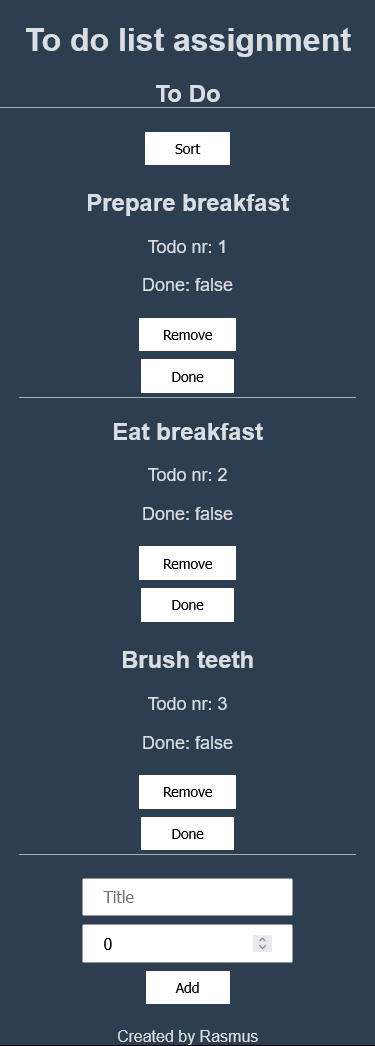 To do list assignment
To Do
Sort
Prepare breakfast
Todo nr: 1
Done: false
Remove
Done
Eat breakfast
Todo nr: 2
Done: false
Remove
Done
Brush teeth
Todo nr: 3
Done: false
Remove
Done
Title
0
Add
Created by Rasmus